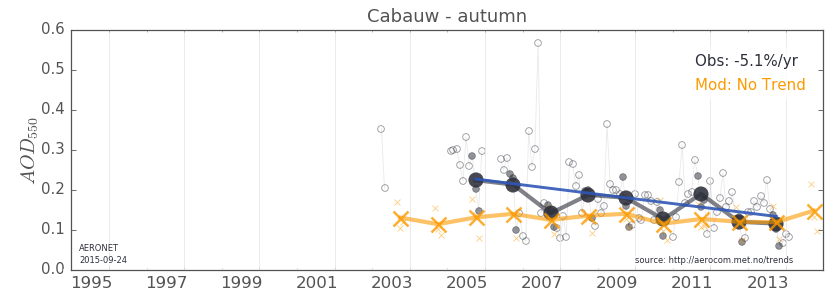 Cabauw - autumn
0.6
0.5
0.4
0.3
0.2
0.1
0.0
AOD550
Obs: -5.1%/yr
Mod: No Trend
AERONET
2015-09-24
source: http://aerocom.met.no/trends
1995 1997 1999 2001 2003 2005 2007 2009 2011 2013